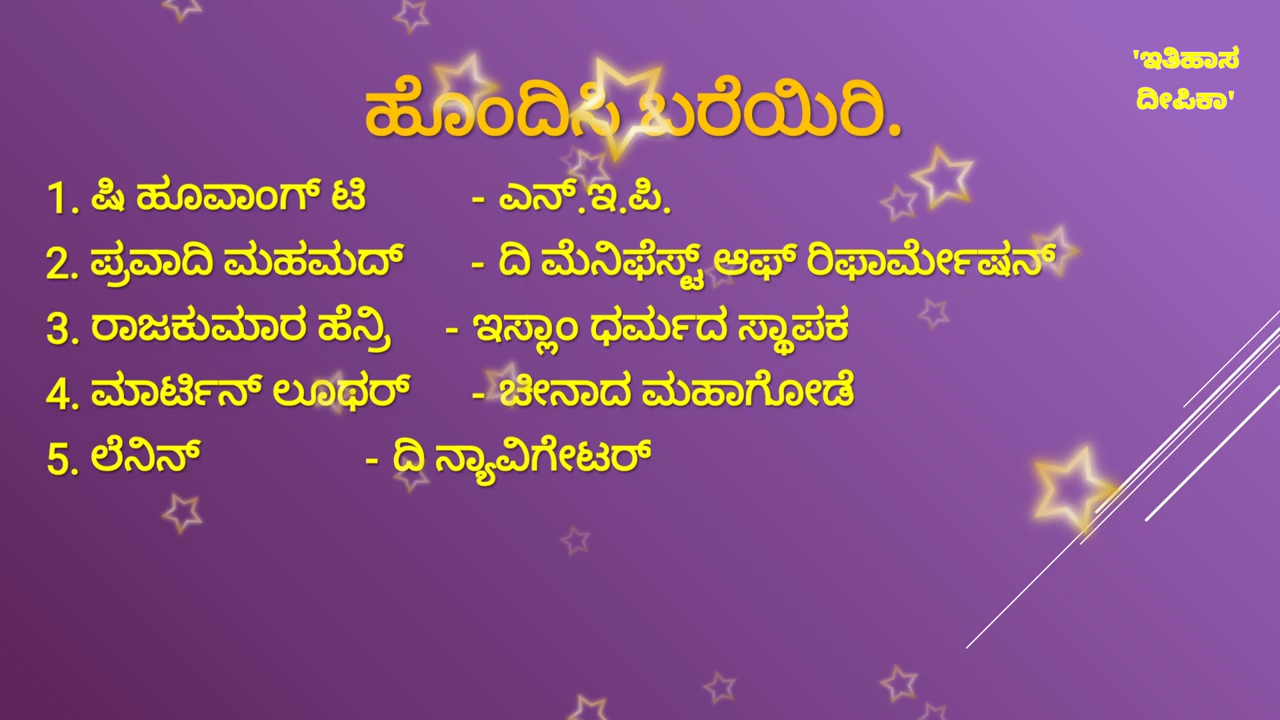 'ಇತಿಹಾಸ
ದೀಪಿಕಾ'
ಹೊಂದಿಸಿ ಬರೆಯಿರಿ.
1. ಷಿ ಹೂವಾಂಗ್ ಟಿ - ಎನ್.ಇ.ಪಿ.
2. ಪ್ರವಾದಿ ಮಹಮದ್ - ದಿ ಮೆನಿಫೆಸ್ಟ್ ಆಫ್ ರಿಫಾರ್ಮೇಷನ್
3. ರಾಜಕುಮಾರ ಹೆನ್ರಿ - ಇಸ್ಲಾಂ ಧರ್ಮದ ಸ್ಥಾಪಕ
4. ಮಾರ್ಟಿನ್ ಲೂಥರ್ - ಚೀನಾದ ಮಹಾಗೋಡೆ
5. ಲೆನಿನ್ - ದಿ ನ್ಯಾವಿಗೇಟರ್